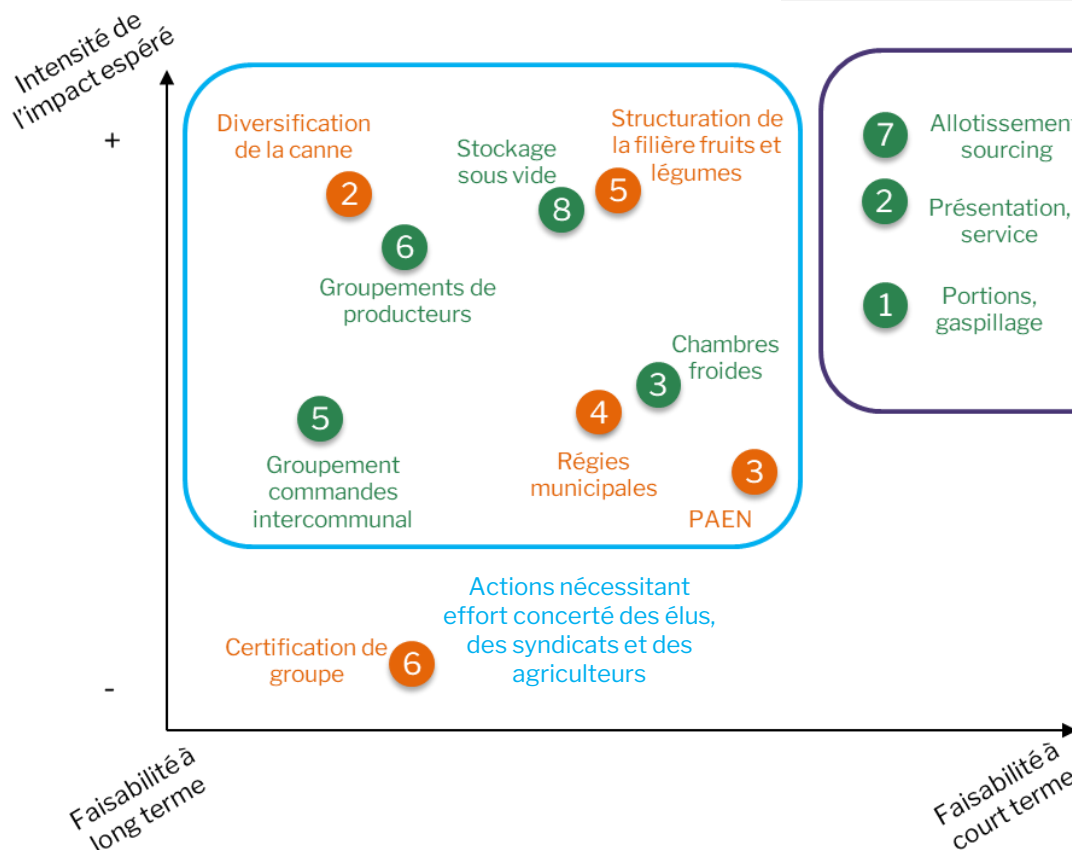 Intensité de
l'impact espéré
+
Diversification
de la canne
2
6
Groupements de
producteurs
Stockage
sous vide
8
Structuration de
la filière fruits et
légumes
5
7
Allotissement
sourcing
2
Présentation,
service
1
Portions,
gaspillage
Chambres
froides
3
5
Groupement
commandes
intercommunal
4
Régies
municipales
3
PAEN
Actions nécessitant
effort concerté des élus,
des syndicats et des
agriculteurs
Certification de
groupe
6
-
Faisabilité à
long terme
Faisabilité à
court terme